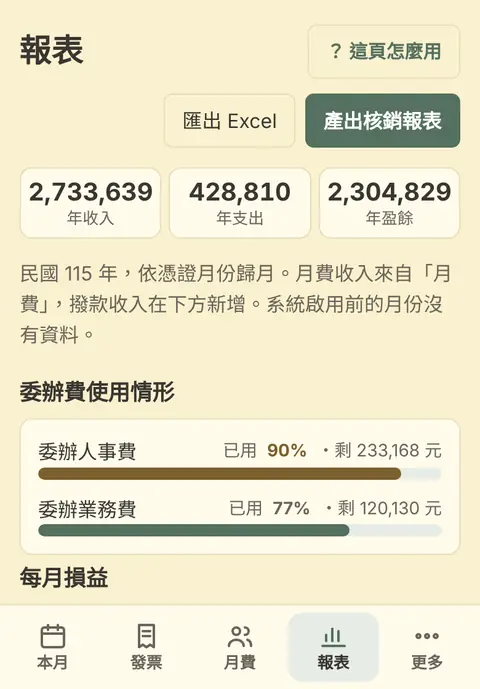 報表
? 這頁怎麼用
匯出 Excel
產出核銷報表
2,733,639
年收入
428,810
年支出
2,304,829
年盈餘
民國 115 年，依憑證月份歸月。月費收入來自「月
費」，撥款收入在下方新增。系統啟用前的月份沒
有資料。
委辦費使用情形
委辦人事費 已用 90% ・剩 233,168 元
委辦業務費 已用 77% ・剩 120,130 元
每月損益
本月
發票
月費
報表
更多